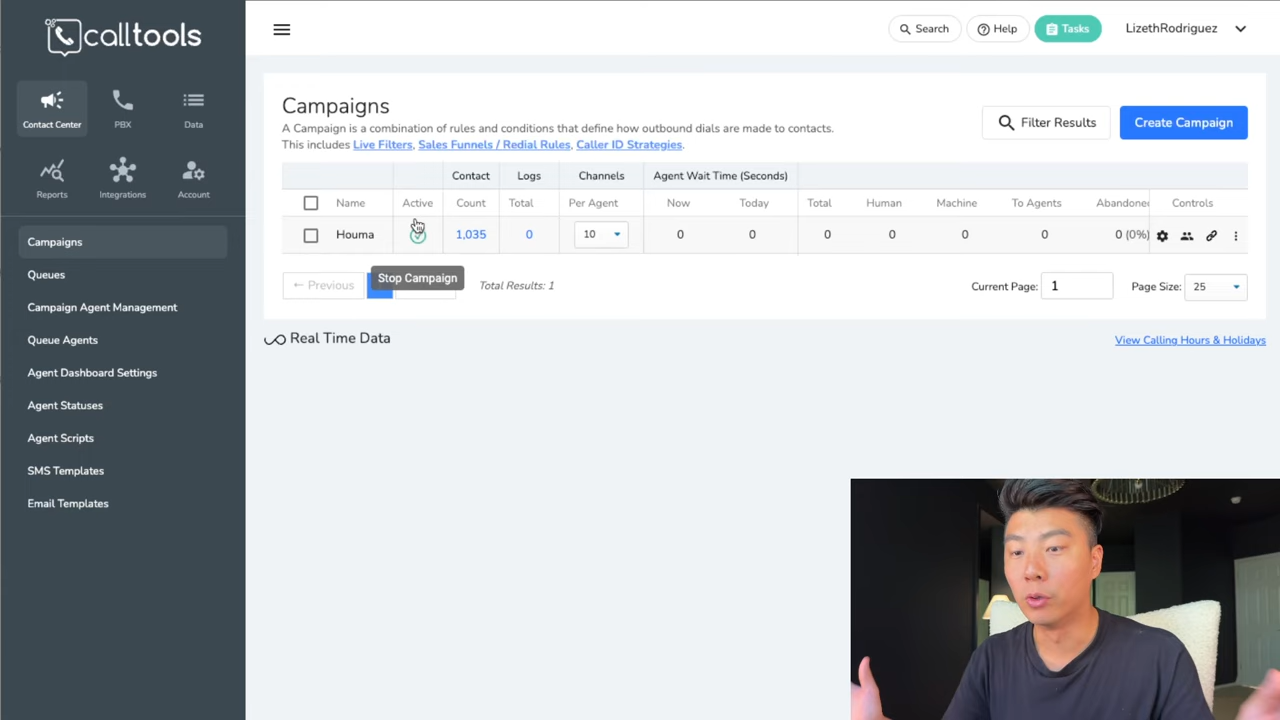 calltools
Search
Help
Tasks
LizethRodriguez
Contact Center
PBX
Data
Reports
Integrations
Account
Campaigns
Queues
Campaign Agent Management
Queue Agents
Agent Dashboard Settings
Agent Statuses
Agent Scripts
SMS Templates
Email Templates
Campaigns
A Campaign is a combination of rules and conditions that define how outbound dials are made to contacts.
This includes Live Filters, Sales Funnels / Redial Rules, Caller ID Strategies.
Filter Results
Create Campaign
Contact Logs Channels Agent Wait Time (Seconds)
Name Active Count Total Per Agent Now Today Total Human Machine To Agents Abandoned Controls
Houma 1,035 0 10 0 0 0 0 0 0 0 (0%)
Stop Campaign
← Previous
Total Results: 1
Current Page: 1
Page Size: 25
Real Time Data
View Calling Hours & Holidays